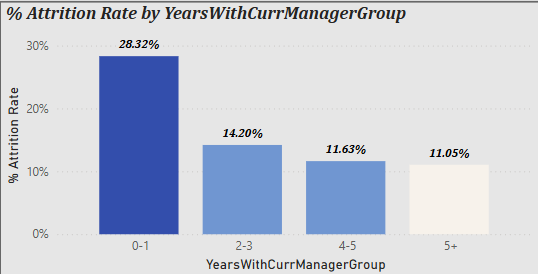 % Attrition Rate by YearsWithCurrManagerGroup
28.32%
30%
14.20%
20%
11.63%
11.05%
10%
0%
0-1 2-3 4-5 5+
YearsWithCurrManagerGroup
% Attrition Rate